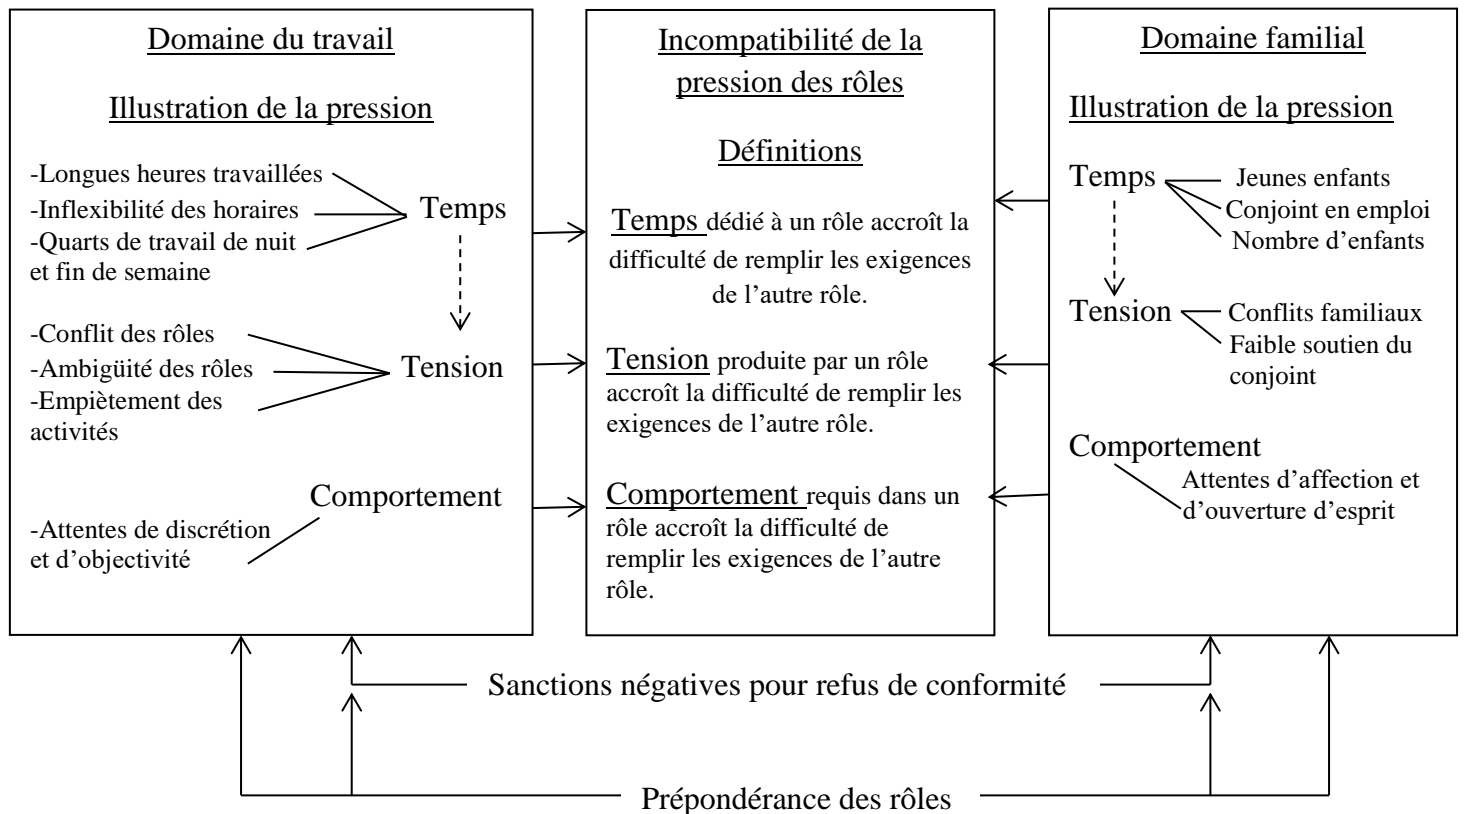 Domaine du travail
Illustration de la pression
-Longues heures travaillées
-Inflexibilité des horaires
-Quarts de travail de nuit
et fin de semaine
Temps
-Conflit des rôles
-Ambigüité des rôles
-Empiètement des
activités
Tension
Comportement
-Attentes de discrétion
et d’objectivité
Incompatibilité de la
pression des rôles
Définitions
Temps dédié à un rôle accroît la
difficulté de remplir les exigences
de l’autre rôle.
Tension produite par un rôle
accroît la difficulté de remplir les
exigences de l’autre rôle.
Comportement requis dans un
rôle accroît la difficulté de
remplir les exigences de l’autre
rôle.
Domaine familial
Illustration de la pression
Temps
Jeunes enfants
Conjoint en emploi
Nombre d’enfants
Tension
Conflits familiaux
Faible soutien du
conjoint
Comportement
Attentes d’affection et
d’ouverture d’esprit
Sanctions négatives pour refus de conformité
Prépondérance des rôles